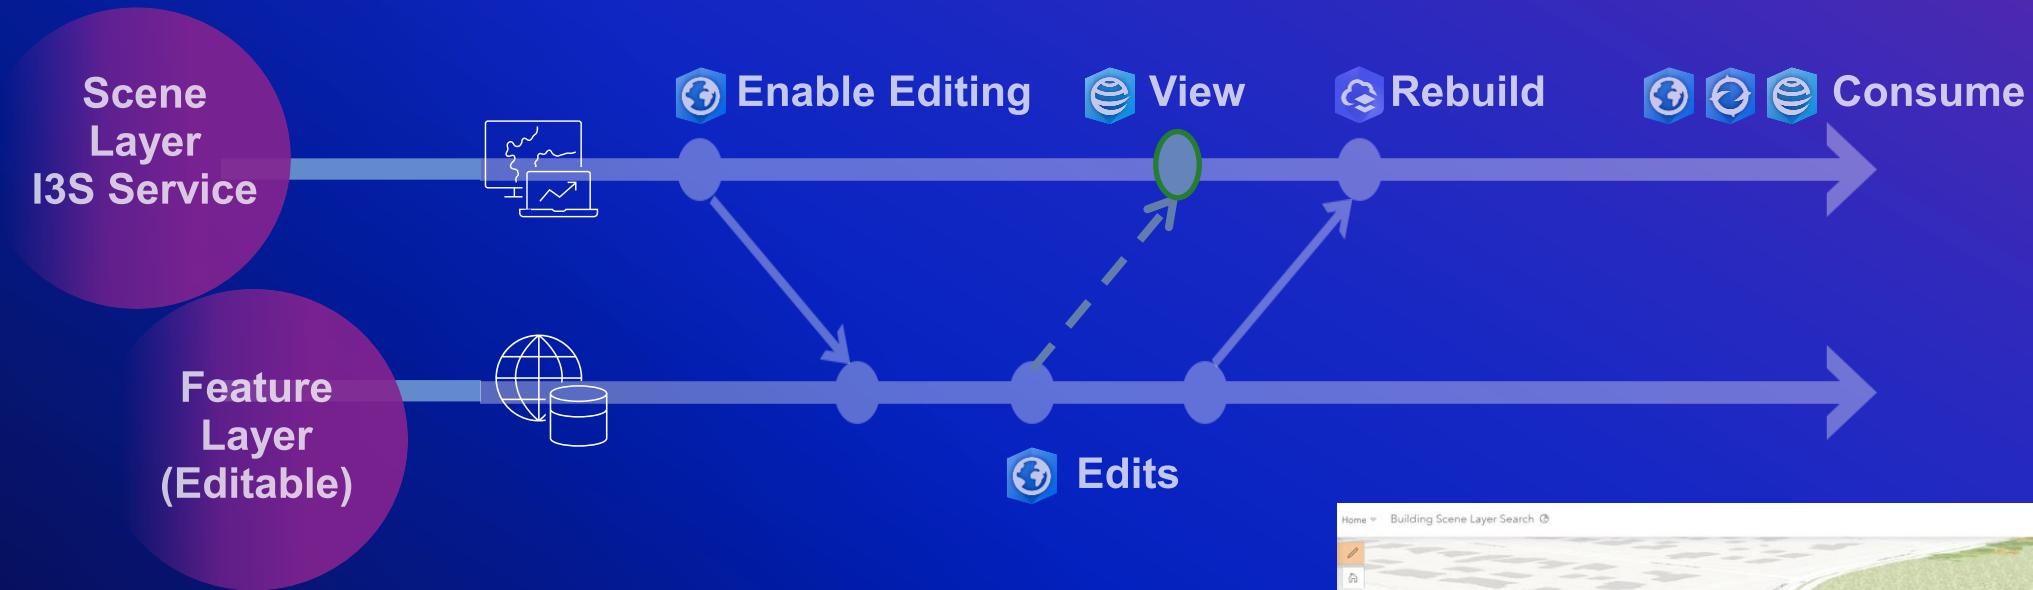 Scene
Layer
I3S Service
Enable Editing
View
Rebuild
Consume
Feature
Layer
(Editable)
Edits
Home Building Scene Layer Search